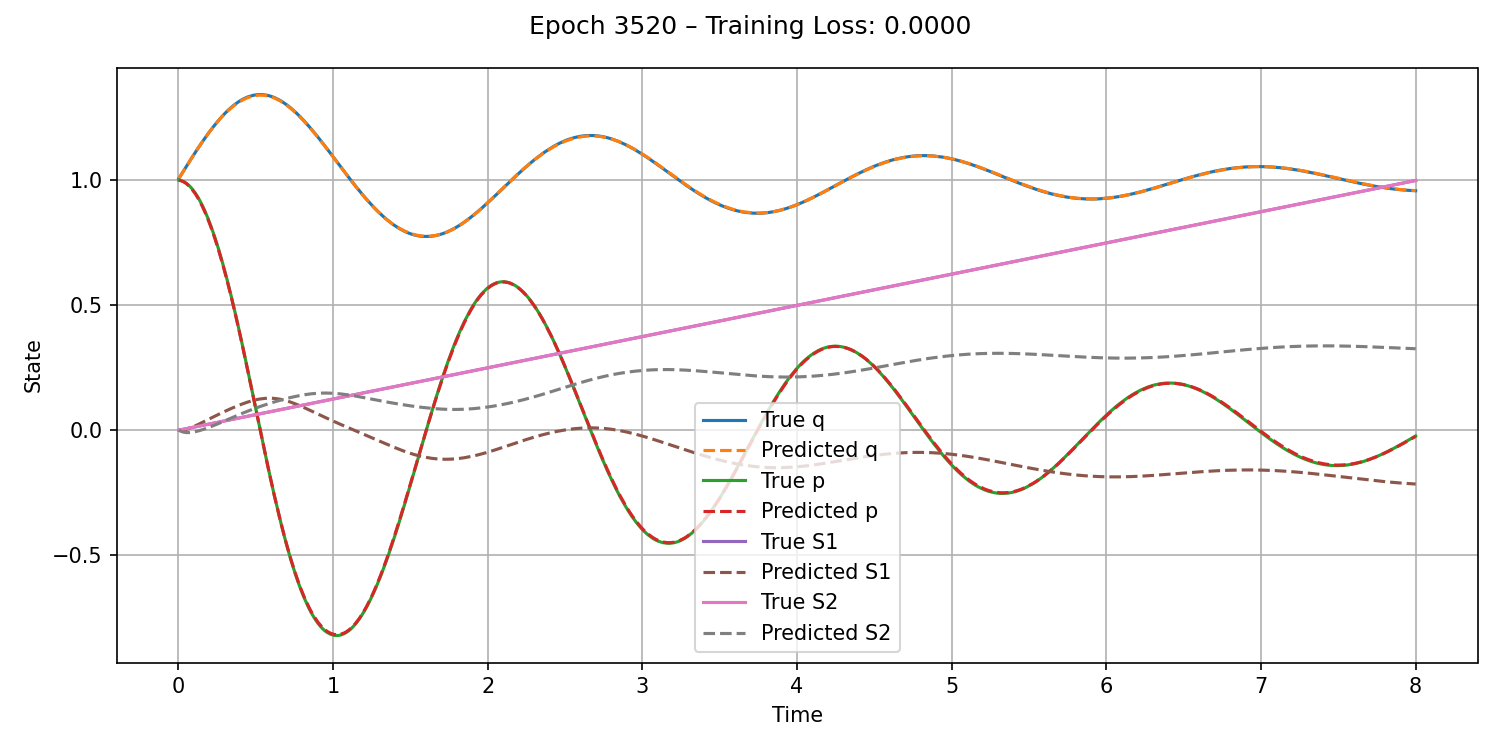 Epoch 3520 – Training Loss: 0.0000
1.0
0.5
0.0
−0.5
State
True q
Predicted q
True p
Predicted p
True S1
Predicted S1
True S2
Predicted S2
0 1 2 3 4 5 6 7 8
Time